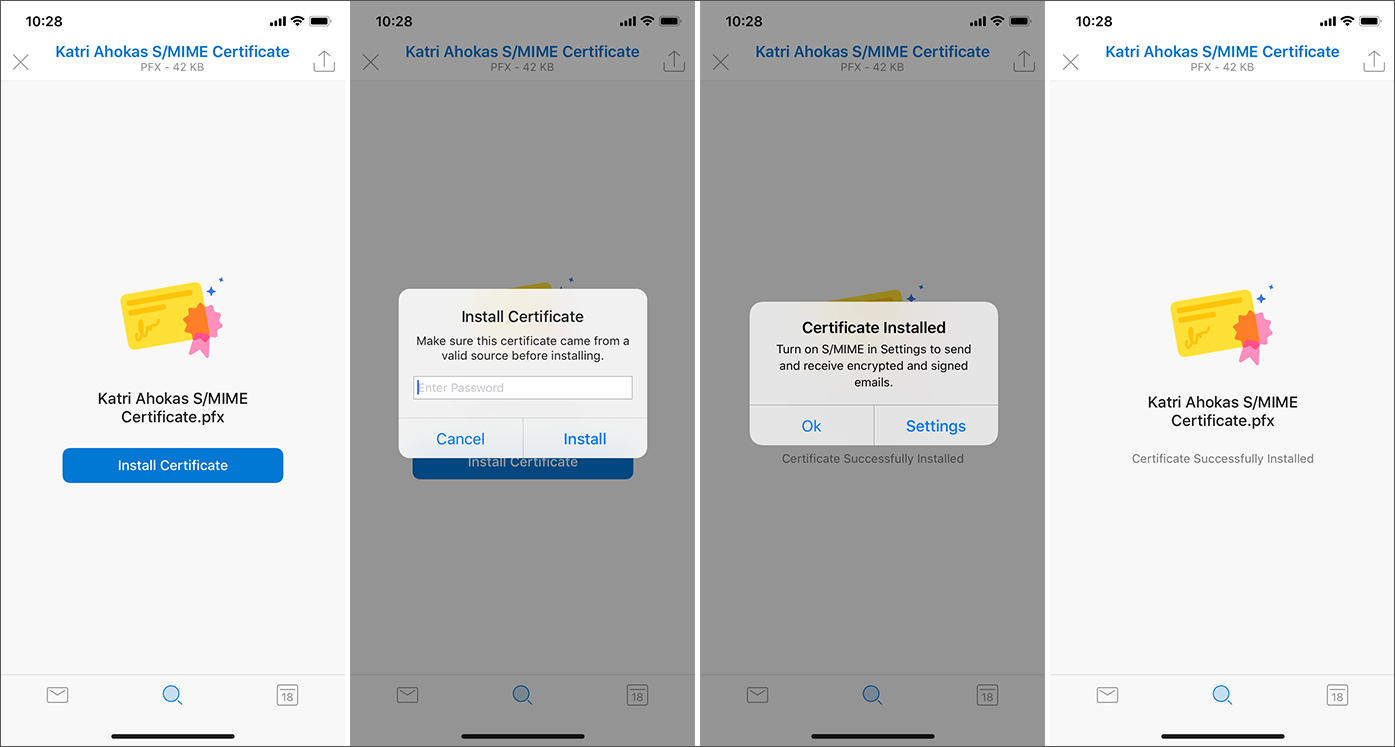 10:28
Katri Ahokas S/MIME Certificate
PFX - 42 KB
Katri Ahokas S/MIME
Certificate.pfx
Install Certificate
18
10:28
Katri Ahokas S/MIME Certificate
PFX - 42 KB
Install Certificate
Make sure this certificate came from a
valid source before installing.
Enter Password
Cancel
Install
Install Certificate
18
10:28
Katri Ahokas S/MIME Certificate
PFX - 42 KB
Certificate Installed
Turn on S/MIME in Settings to send
and receive encrypted and signed
emails.
Ok
Settings
Certificate Successfully Installed
18
10:28
Katri Ahokas S/MIME Certificate
PFX - 42 KB
Katri Ahokas S/MIME
Certificate.pfx
Certificate Successfully Installed
18